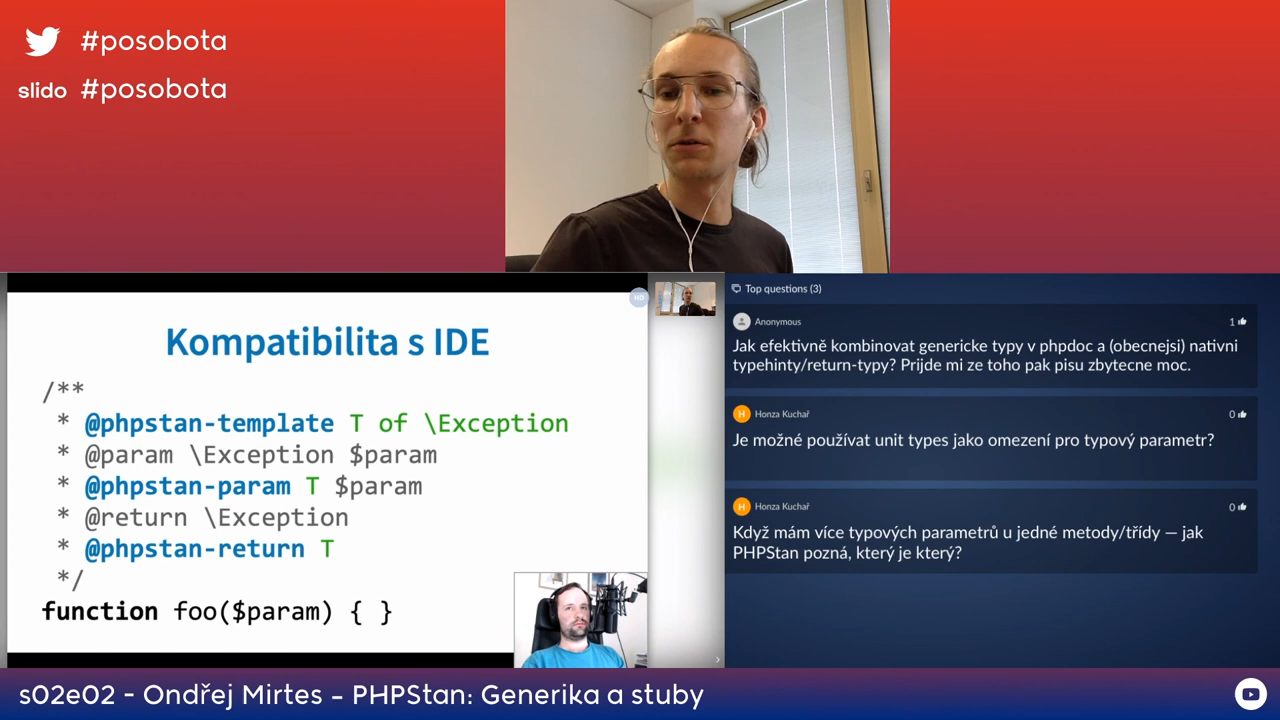 #posobota
slido #posobota
HD
Kompatibilita s IDE
/**
* @phpstan-template T of \Exception
* @param \Exception $param
* @phpstan-param T $param
* @return \Exception
* @phpstan-return T
*/
function foo($param) { }
Top questions (3)
Anonymous 1
Jak efektivně kombinovat genericke typy v phpdoc a (obecnejsi) nativni
typehinty/return-typy? Prijde mi ze toho pak pisu zbytecne moc.
H Honza Kuchař 0
Je možné používat unit types jako omezení pro typový parametr?
H Honza Kuchař 0
Když mám více typových parametrů u jedné metody/třídy — jak
PHPStan pozná, který je který?
s02e02 - Ondřej Mirtes – PHPStan: Generika a stuby